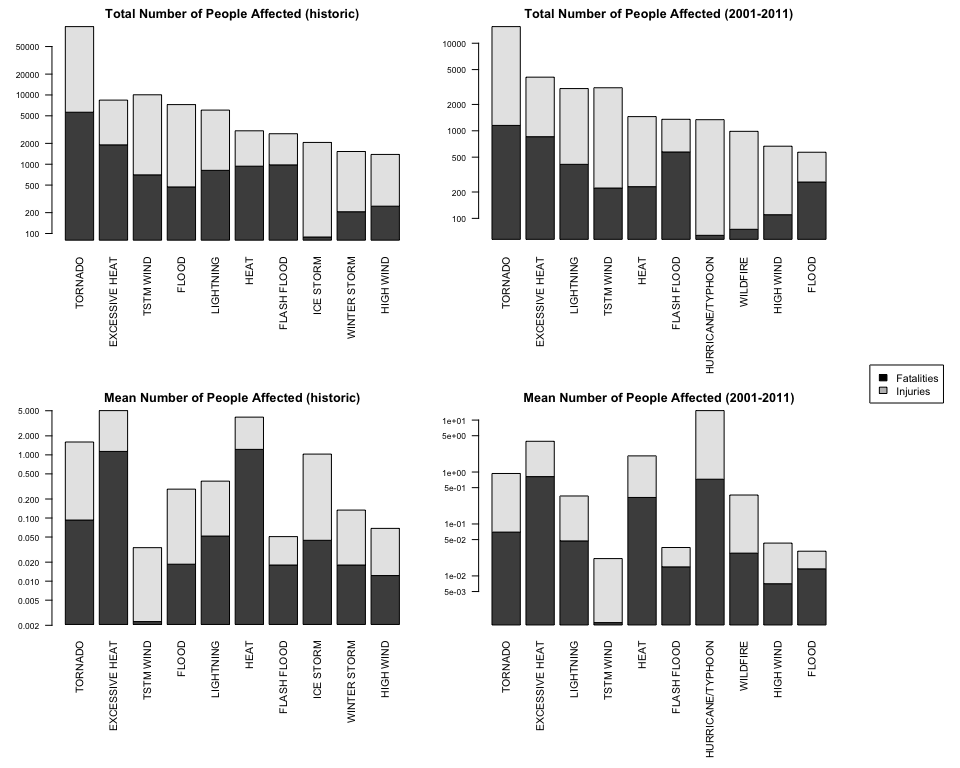 Total Number of People Affected (historic)
50000
20000
10000
5000
2000
1000
500
200
100
TORNADO
EXCESSIVE HEAT
TSTM WIND
FLOOD
LIGHTNING
HEAT
FLASH FLOOD
ICE STORM
WINTER STORM
HIGH WIND
Total Number of People Affected (2001-2011)
10000
5000
2000
1000
500
200
100
TORNADO
EXCESSIVE HEAT
LIGHTNING
TSTM WIND
HEAT
FLASH FLOOD
HURRICANE/TYPHOON
WILDFIRE
HIGH WIND
FLOOD
Fatalities
Injuries
Mean Number of People Affected (historic)
5.000
2.000
1.000
0.500
0.200
0.100
0.050
0.020
0.010
0.005
0.002
TORNADO
EXCESSIVE HEAT
TSTM WIND
FLOOD
LIGHTNING
HEAT
FLASH FLOOD
ICE STORM
WINTER STORM
HIGH WIND
Mean Number of People Affected (2001-2011)
1e+01
5e+00
1e+00
5e-01
1e-01
5e-02
1e-02
5e-03
TORNADO
EXCESSIVE HEAT
LIGHTNING
TSTM WIND
HEAT
FLASH FLOOD
HURRICANE/TYPHOON
WILDFIRE
HIGH WIND
FLOOD